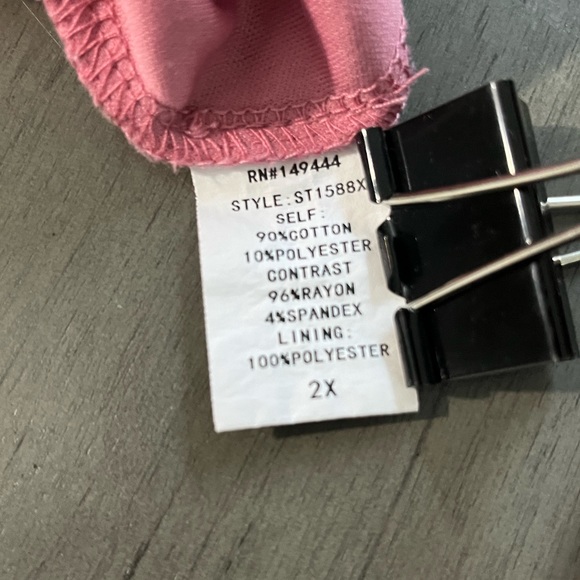 RN#149444
STYLE:ST1588X
SELF:
90%COTTON
10%POLYESTER
CONTRAST
96%RAYON
4%SPANDEX
LINING:
100%POLYESTER
2X